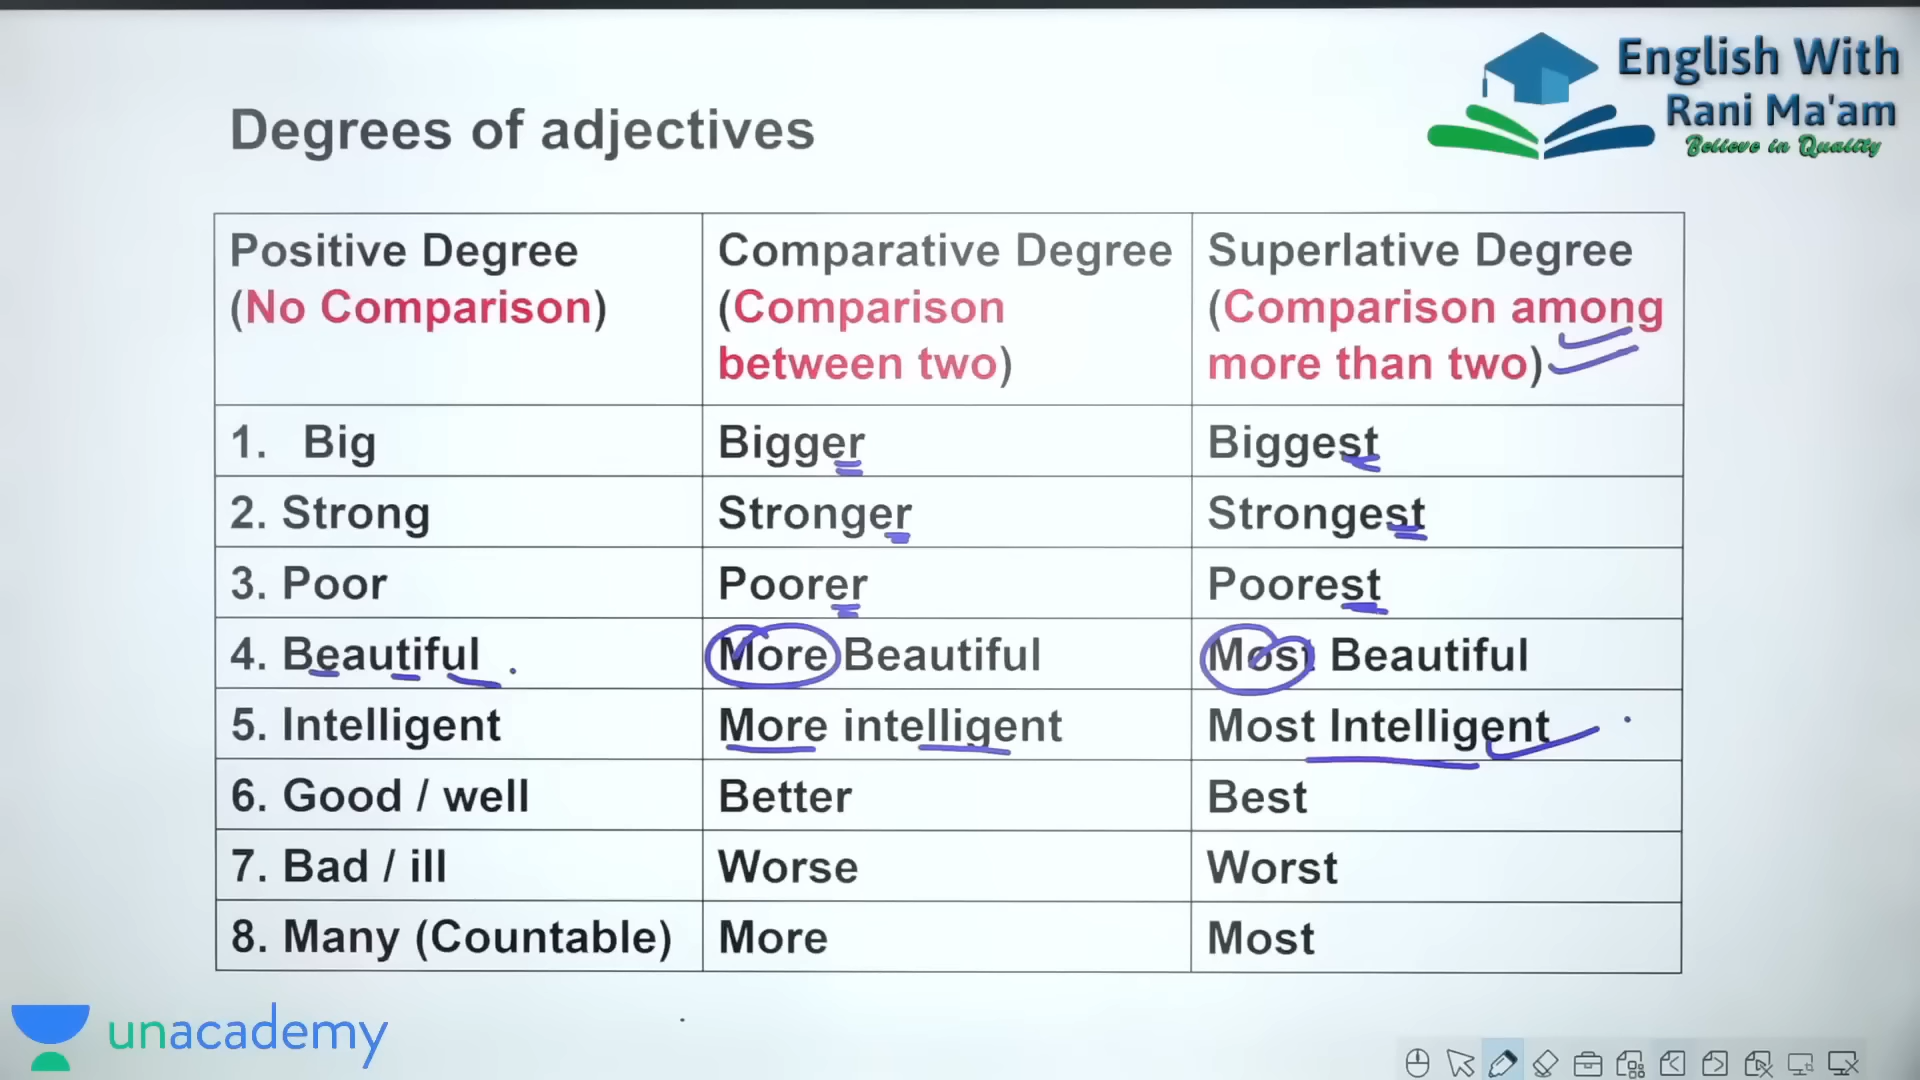 English With
Rani Ma'am
Believe in Quality
Degrees of adjectives
Positive Degree
(No Comparison)
Comparative Degree
(Comparison
between two)
Superlative Degree
(Comparison among
more than two)
1. Big
Bigger
Biggest
2. Strong
Stronger
Strongest
3. Poor
Poorer
Poorest
4. Beautiful
More Beautiful
Most Beautiful
5. Intelligent
More intelligent
Most Intelligent
6. Good / well
Better
Best
7. Bad / ill
Worse
Worst
8. Many (Countable)
More
Most
unacademy